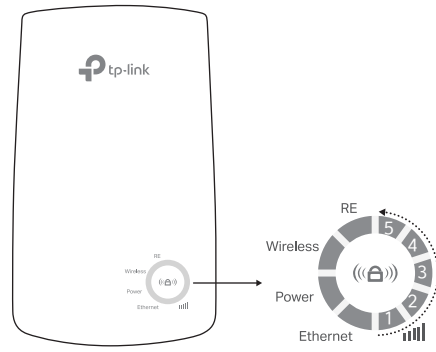 tp-link
RE
Wireless
Power
Ethernet
RE
Wireless
Power
Ethernet
5
4
3
2
1